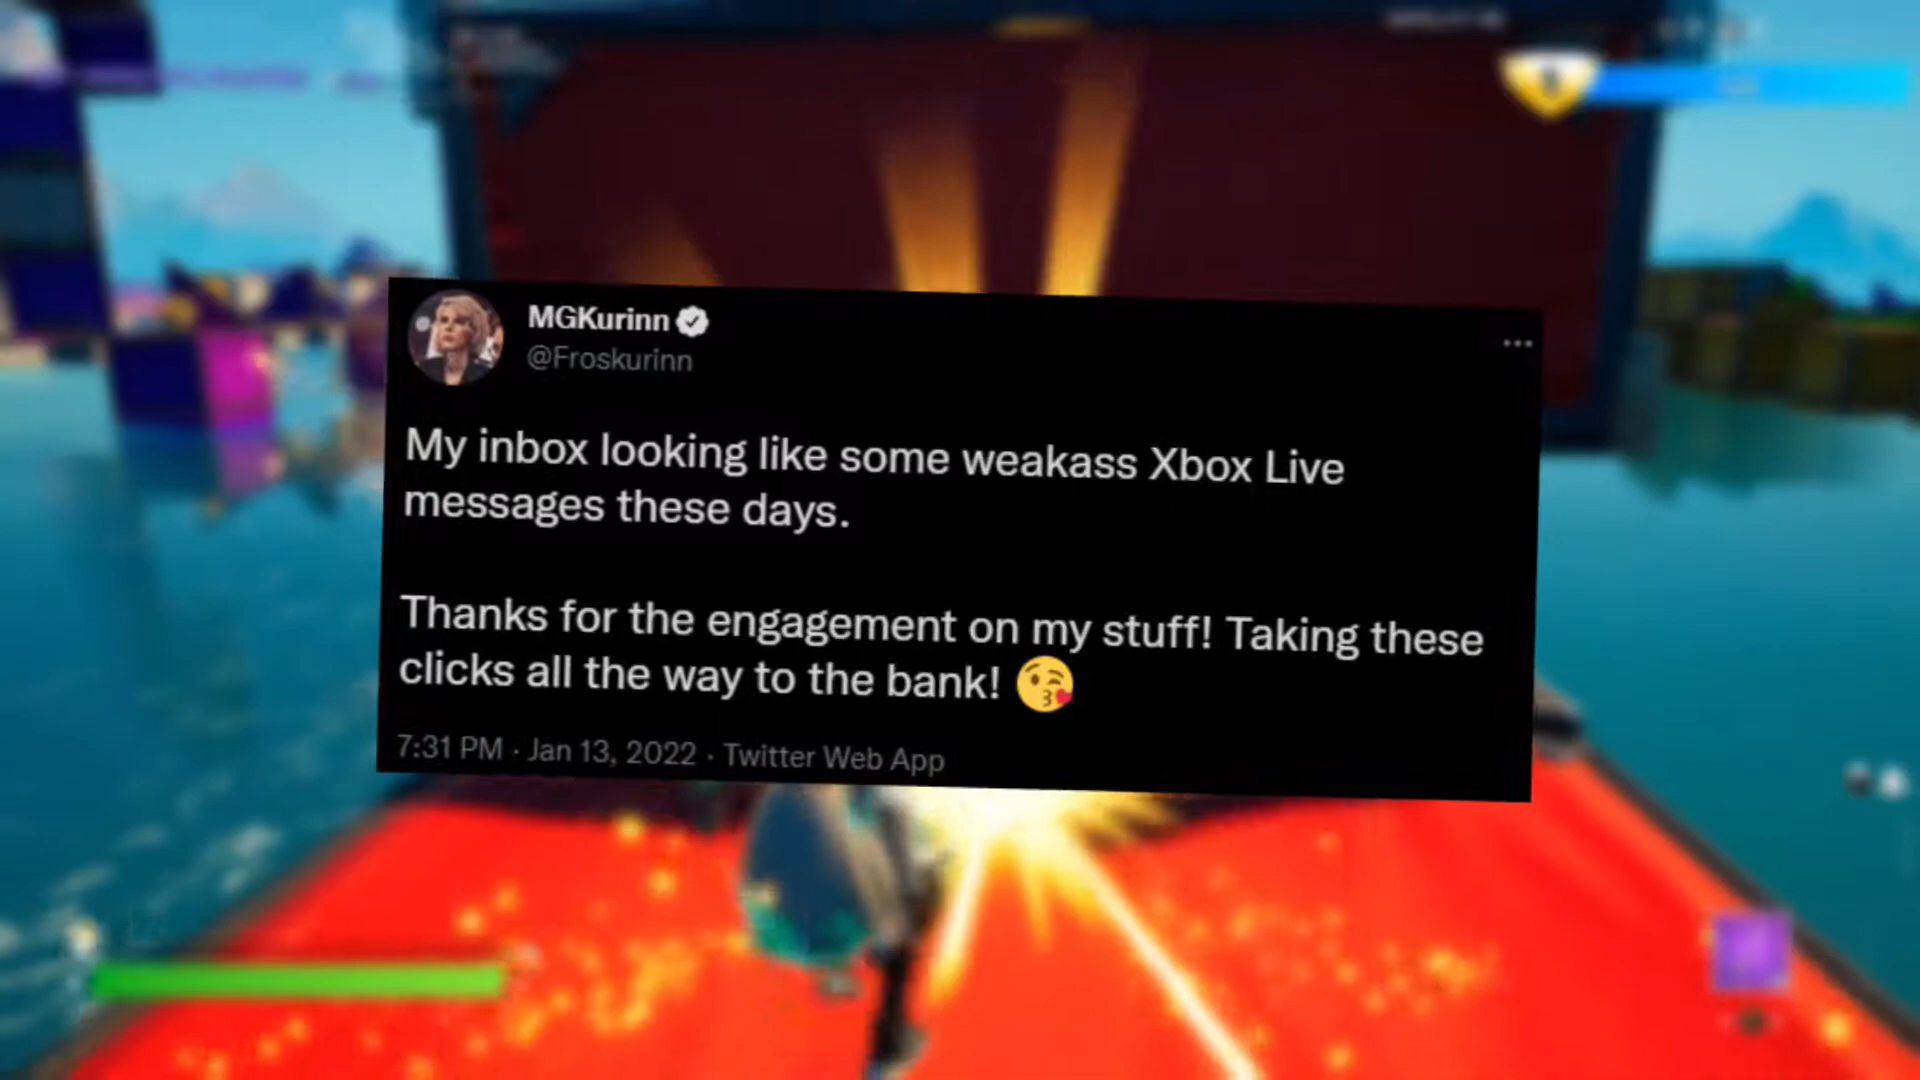 MGKurinn
@Froskurinn
My inbox looking like some weakass Xbox Live
messages these days.
Thanks for the engagement on my stuff! Taking these
clicks all the way to the bank! 😘
7:31 PM · Jan 13, 2022 · Twitter Web App